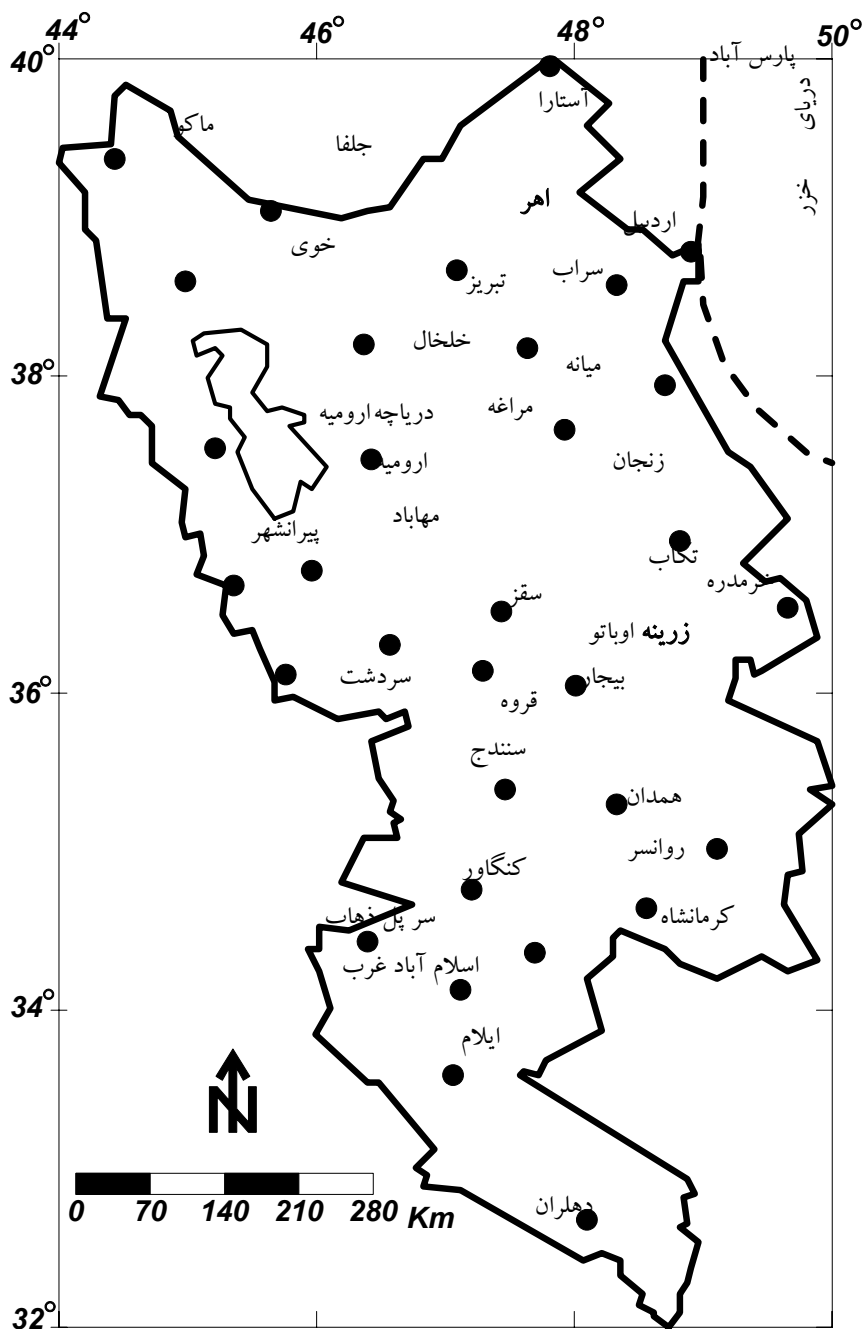 44° 46° 48° 50°
40°
پارس آباد
دریای
خزر
آستارا
ماکو
جلفا
اهر
اردبیل
خوی
سراب
تبریز
خلخال
38°
میانه
مراغه
دریاچه ارومیه
ارومیه
زنجان
مهاباد
پیرانشهر
تکاب
خرمدره
سقز
زرینه اوباتو
سردشت
بیجار
36°
قروه
سنندج
همدان
روانسر
کنگاور
سر پل ذهاب
کرمانشاه
اسلام آباد غرب
34°
ایلام
N
0 70 140 210 280 Km
دهلران
32°